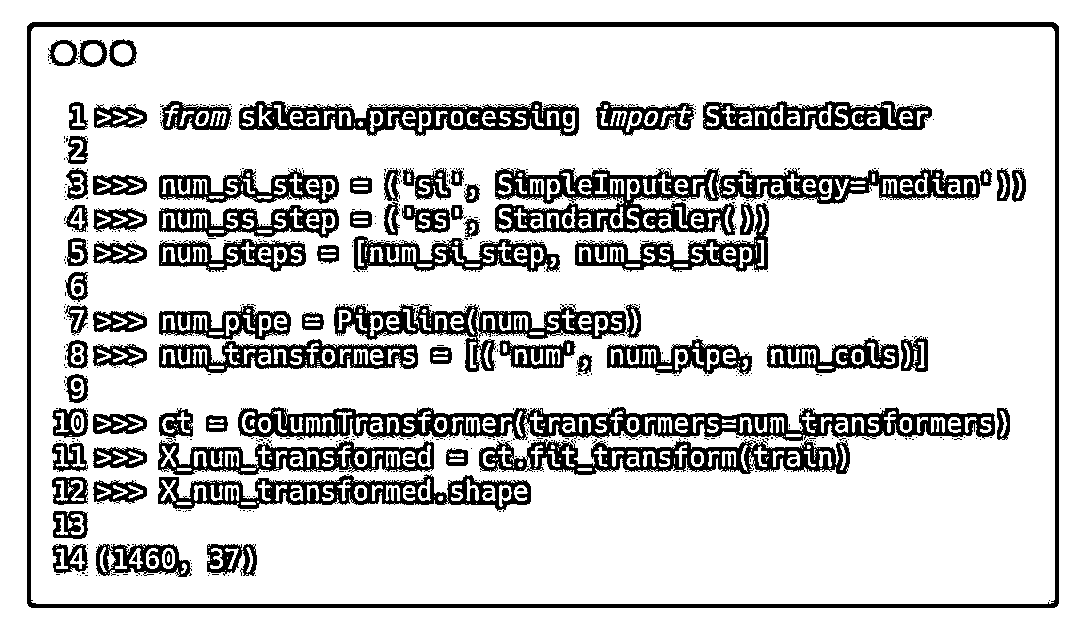 1 >>> from sklearn.preprocessing import StandardScaler
2
3 >>> num_si_step = ('si', SimpleImputer(strategy='median'))
4 >>> num_ss_step = ('ss', StandardScaler())
5 >>> num_steps = [num_si_step, num_ss_step]
6
7 >>> num_pipe = Pipeline(num_steps)
8 >>> num_transformers = [('num', num_pipe, num_cols)]
9
10 >>> ct = ColumnTransformer(transformers=num_transformers)
11 >>> X_num_transformed = ct.fit_transform(train)
12 >>> X_num_transformed.shape
13
14 (1460, 37)